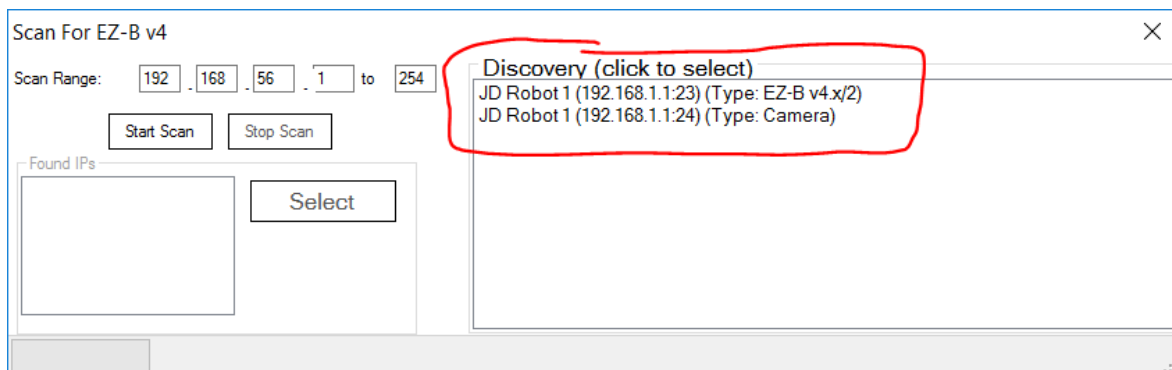 Scan For EZ-B v4
Scan Range: 192 . 168 . 56 . 1 to 254
Start Scan Stop Scan
Found IPs
Select
Discovery (click to select)
JD Robot 1 (192.168.1.1:23) (Type: EZ-B v4.x/2)
JD Robot 1 (192.168.1.1:24) (Type: Camera)